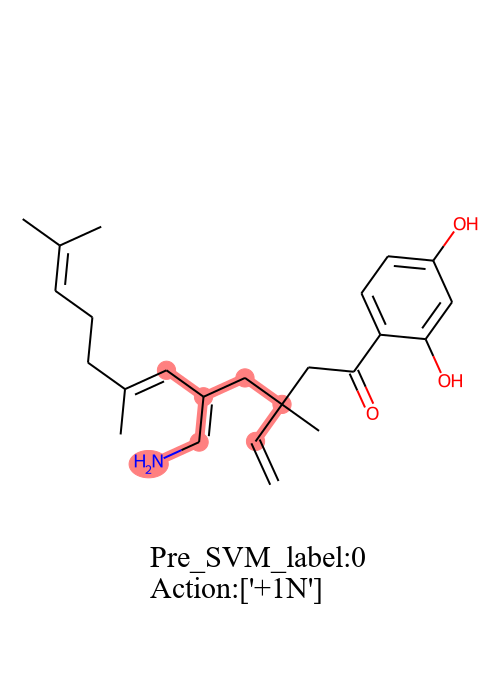 OH
OH
O
H2N
Pre_SVM_label:0
Action:['+1N']